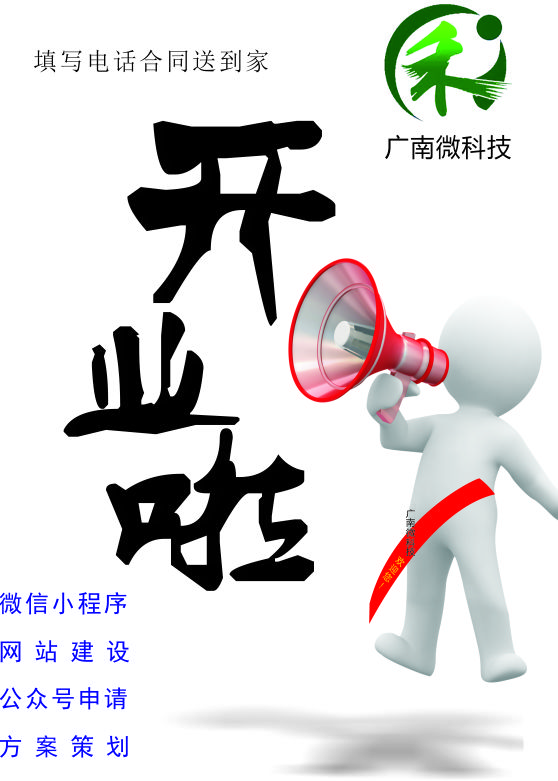 填写电话合同送到家
禾
广南微科技
开
业
啦
广南微科技
欢迎您！
微信小程序
网站建设
公众号申请
方案策划